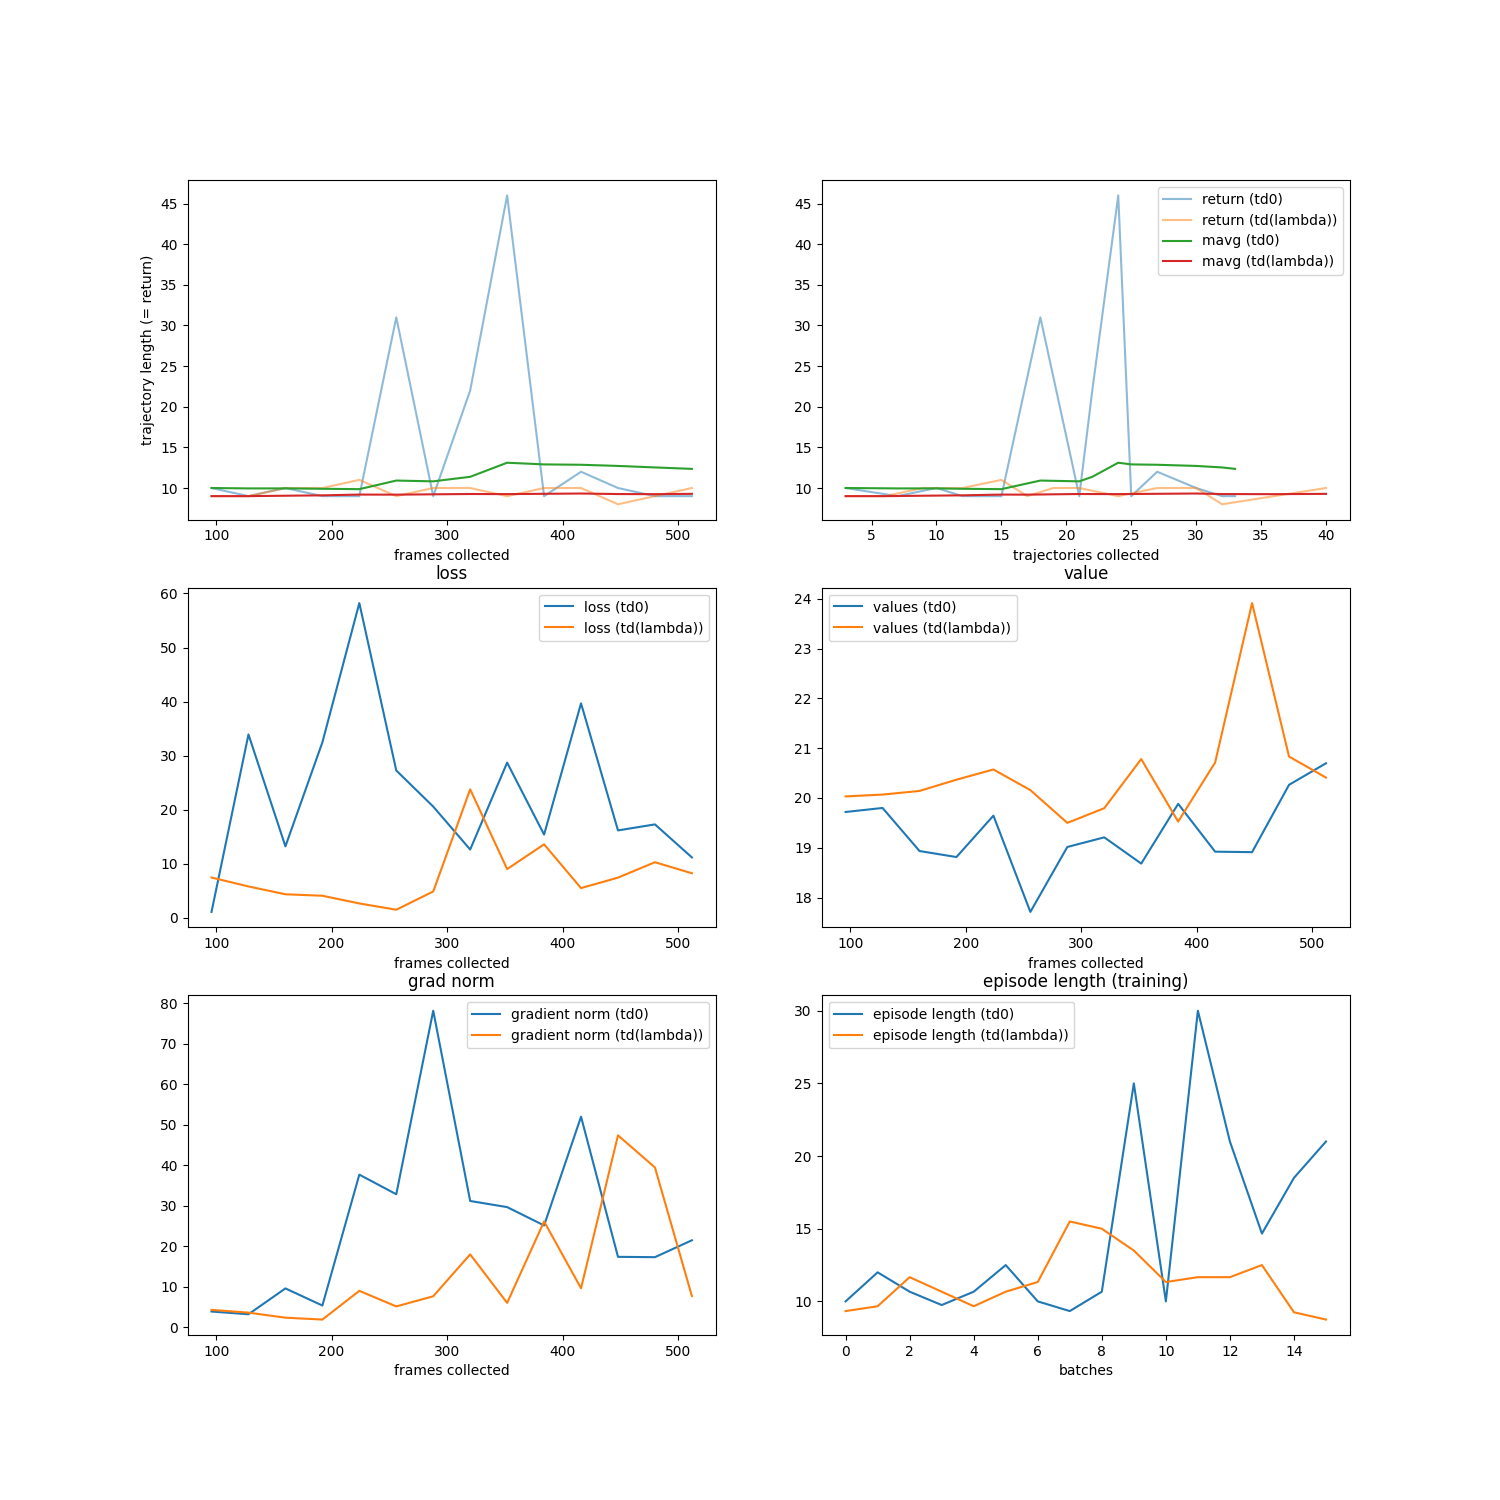 45
40
35
30
25
20
15
10
trajectory length (= return)
100 200 300 400 500
frames collected
45
40
35
30
25
20
15
10
return (td0)
return (td(lambda))
mavg (td0)
mavg (td(lambda))
5 10 15 20 25 30 35 40
trajectories collected
loss
60
50
40
30
20
10
0
loss (td0)
loss (td(lambda))
100 200 300 400 500
frames collected
value
24
23
22
21
20
19
18
values (td0)
values (td(lambda))
100 200 300 400 500
frames collected
grad norm
80
70
60
50
40
30
20
10
0
gradient norm (td0)
gradient norm (td(lambda))
100 200 300 400 500
frames collected
episode length (training)
30
25
20
15
10
episode length (td0)
episode length (td(lambda))
0 2 4 6 8 10 12 14
batches